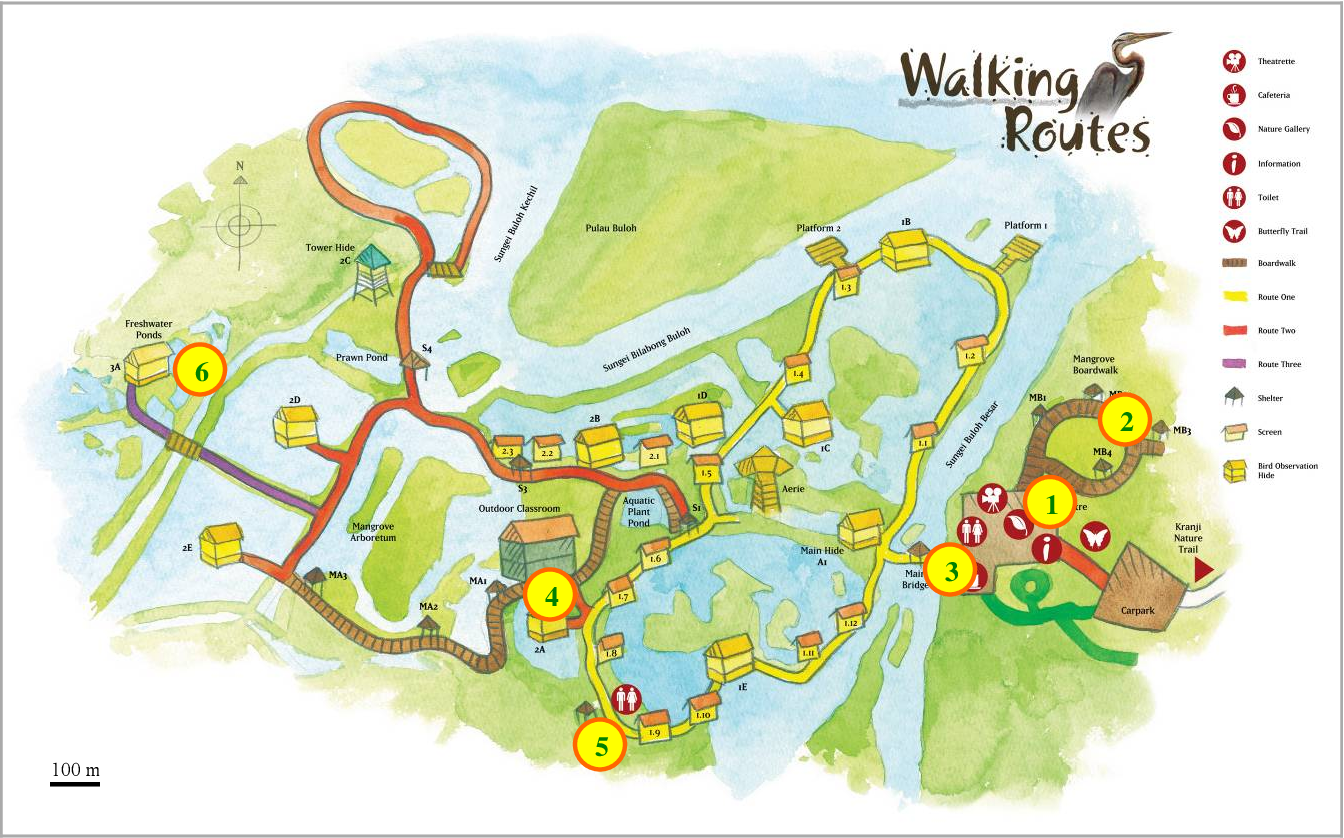 Walking
Routes
Theatrette
Cafeteria
Nature Gallery
Information
Toilet
Butterfly Trail
Boardwalk
Route One
Route Two
Route Three
Shelter
Screen
Bird Observation
Hide
N
Tower Hide
2C
Sungei Buloh Kechil
Pulau Buloh
Platform 2
1B
Platform 1
1.3
Freshwater
Ponds
3A
6
Prawn Pond
S4
Sungei Bilabong Buloh
1.4
1.2
Mangrove
Boardwalk
2D
2B
1D
1C
1.1
Sungei Buloh Besar
MB1
2
MB3
MB4
2.3
2.2
2.1
S3
1.5
Aerie
1
Outdoor Classroom
Aquatic
Plant
Pond
S1
Mangrove
Arboretum
2E
1.6
Main Hide
A1
Main
Bridge
3
Kranji
Nature
Trail
Carpark
MA3
MA1
MA2
4
1.7
2A
1.8
1.12
1.11
1E
1.10
1.9
5
100 m